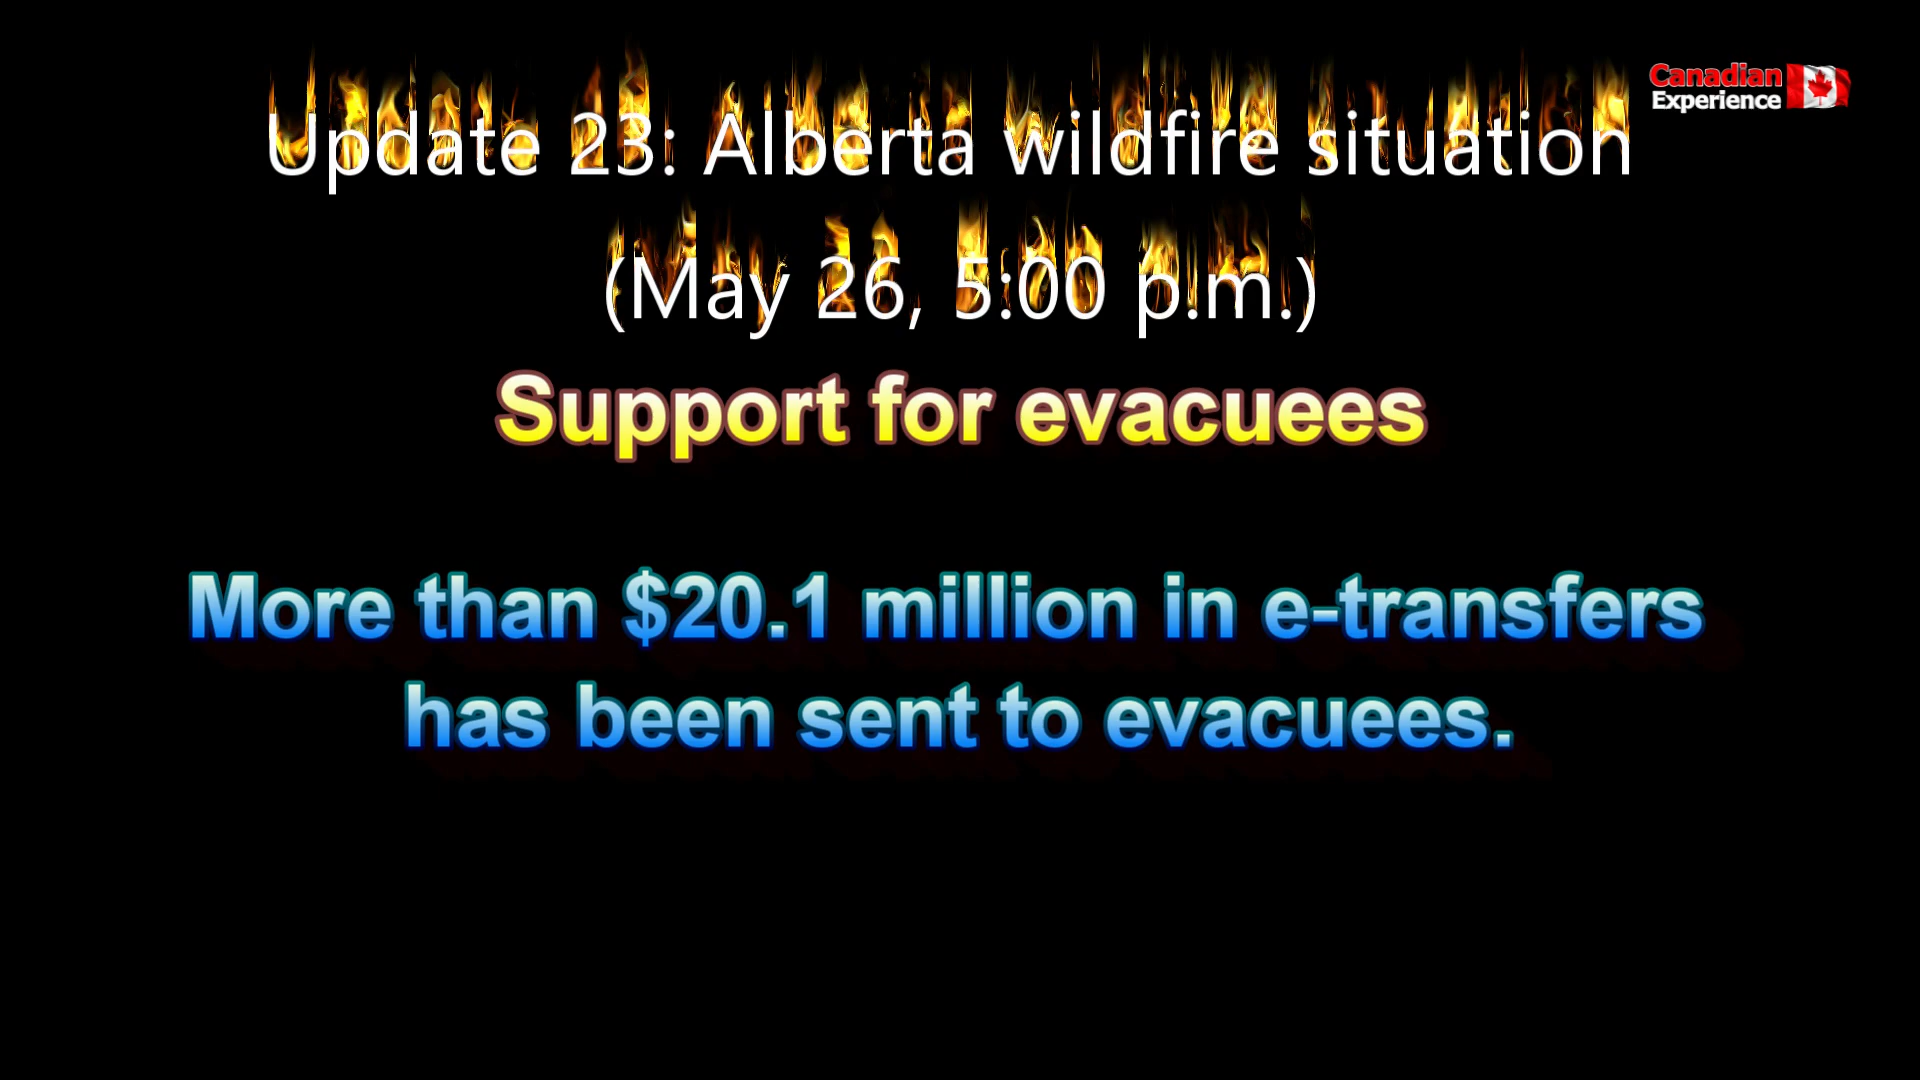 Canadian
Experience
Update 23: Alberta wildfire situation
(May 26, 5:00 p.m.)
Support for evacuees
More than $20.1 million in e-transfers
has been sent to evacuees.